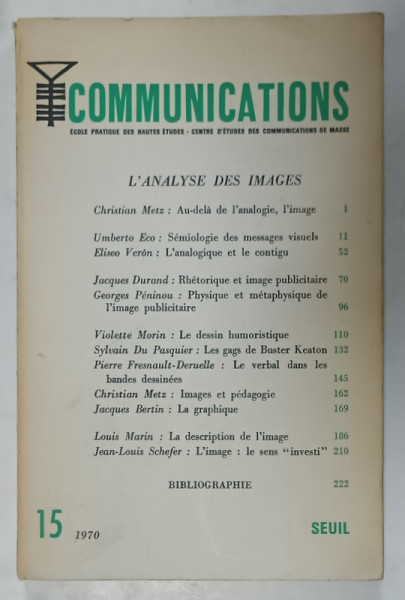 COMMUNICATIONS
ÉCOLE PRATIQUE DES HAUTES ÉTUDES - CENTRE D'ÉTUDES DES COMMUNICATIONS DE MASSE
L'ANALYSE DES IMAGES
Christian Metz : Au-delà de l'analogie, l'image 1
Umberto Eco : Sémiologie des messages visuels 11
Eliseo Verón : L'analogique et le contigu 52
Jacques Durand : Rhétorique et image publicitaire 70
Georges Péninou : Physique et métaphysique de
l'image publicitaire 96
Violette Morin : Le dessin humoristique 110
Sylvain Du Pasquier : Les gags de Buster Keaton 132
Pierre Fresnault-Deruelle : Le verbal dans les
bandes dessinées 145
Christian Metz : Images et pédagogie 162
Jacques Bertin : La graphique 169
Louis Marin : La description de l'image 186
Jean-Louis Schefer : L'image : le sens "investi" 210
BIBLIOGRAPHIE 222
15 1970 SEUIL